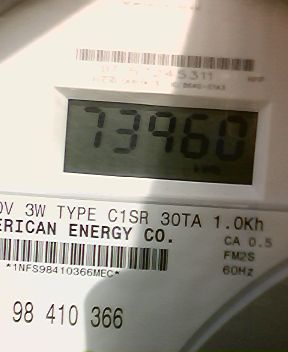 73960
0V 3W TYPE C1SR 30TA 1.0Kh
ERICAN ENERGY CO.
CA 0.5
FM2S
*1NFS98410366MEC*
60Hz
98 410 366